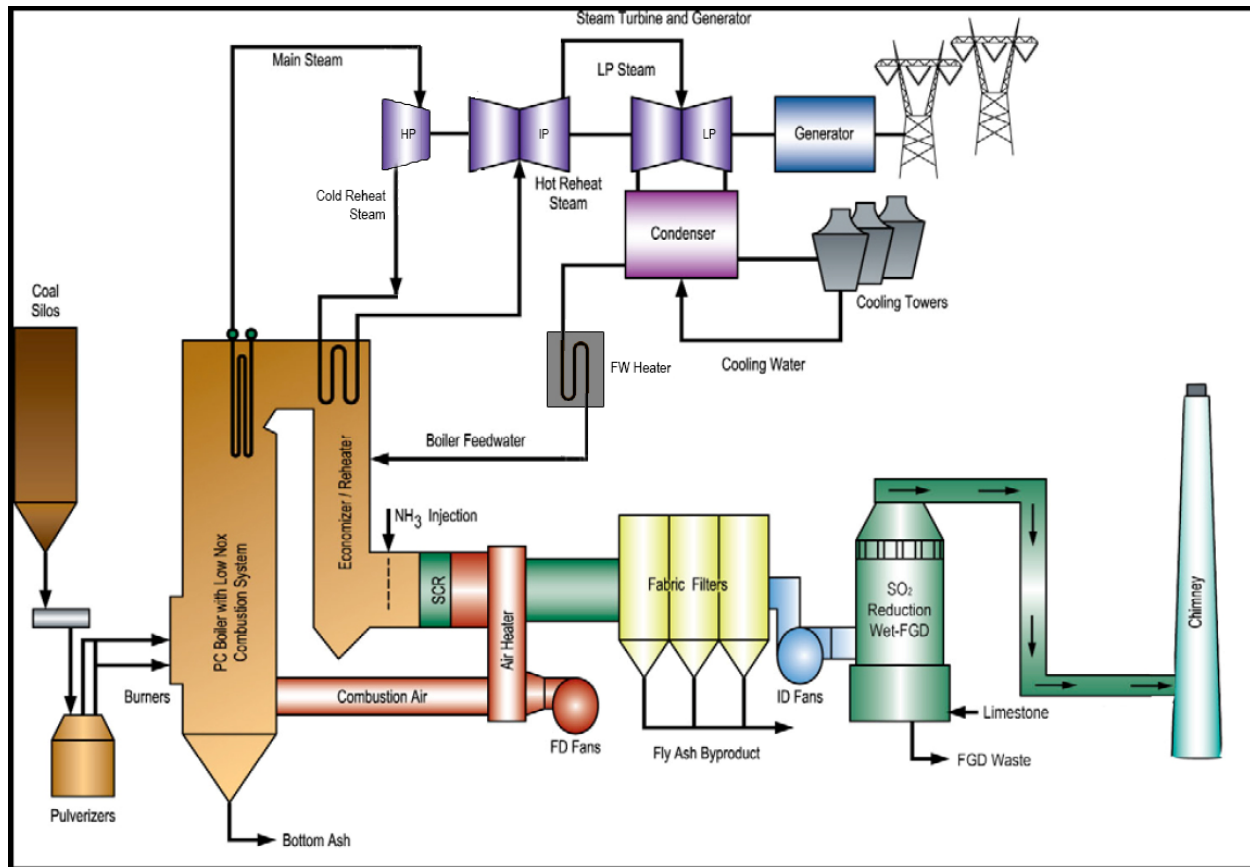 Steam Turbine and Generator
Main Steam
LP Steam
HP
IP
LP
Generator
Cold Reheat
Steam
Hot Reheat
Steam
Condenser
Coal
Silos
Cooling Towers
FW Heater
Cooling Water
Boiler Feedwater
Economizer / Reheater
NH3 Injection
PC Boiler with Low Nox
Combustion System
SCR
Air Heater
Fabric Filters
SO2
Reduction
Wet-FGD
Chimney
Burners
Combustion Air
FD Fans
ID Fans
Limestone
Fly Ash Byproduct
FGD Waste
Pulverizers
Bottom Ash